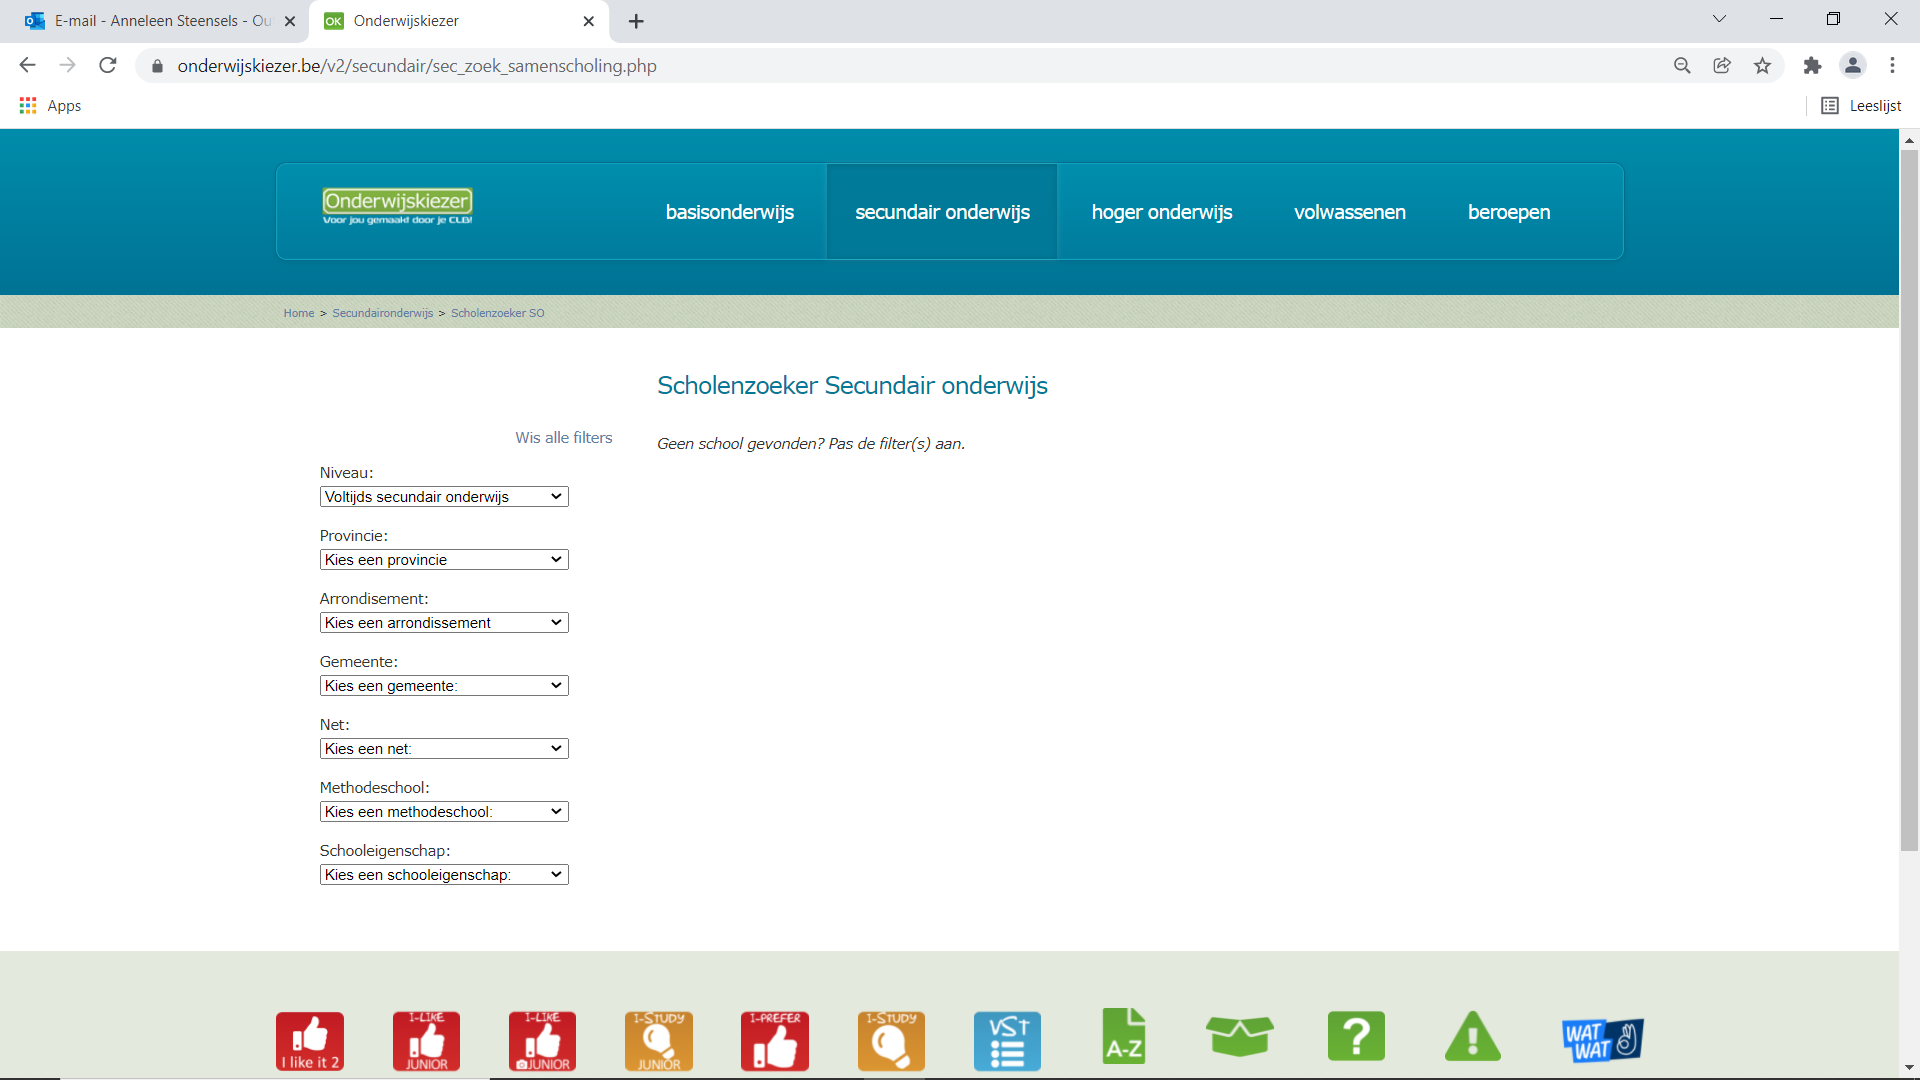 E-mail - Anneleen Steensels - Ou
OK Onderwijskiezer
onderwijskiezer.be/v2/secundair/sec_zoek_samenscholing.php
Apps
Leeslijst
Onderwijskiezer
Voor jou gemaakt door je CLB!
basisonderwijs
secundair onderwijs
hoger onderwijs
volwassenen
beroepen
Home > Secundaironderwijs > Scholenzoeker SO
Scholenzoeker Secundair onderwijs
Wis alle filters
Geen school gevonden? Pas de filter(s) aan.
Niveau:
Voltijds secundair onderwijs
Provincie:
Kies een provincie
Arrondisement:
Kies een arrondissement
Gemeente:
Kies een gemeente:
Net:
Kies een net:
Methodeschool:
Kies een methodeschool:
Schooleigenschap:
Kies een schooleigenschap:
I like it 2
I-LIKE
JUNIOR
I-LIKE
JUNIOR
I-STUDY
JUNIOR
I-PREFER
I-STUDY
VST
A-Z
?
!
WAT
WAT